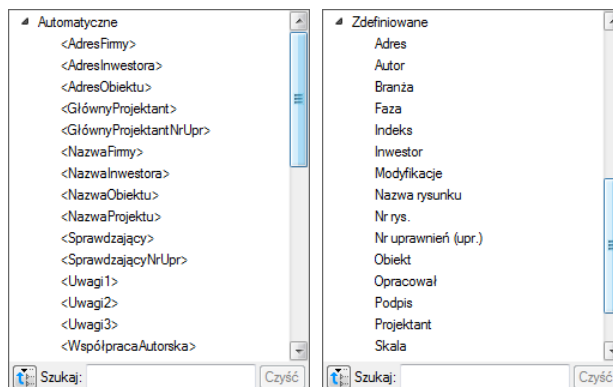 Automatyczne
<AdresFirmy>
<AdresInwestora>
<AdresObiektu>
<GłównyProjektant>
<GłównyProjektantNrUpr>
<NazwaFirmy>
<NazwaInwestora>
<NazwaObiektu>
<NazwaProjektu>
<Sprawdzający>
<SprawdzającyNrUpr>
<Uwagi1>
<Uwagi2>
<Uwagi3>
<WspółpracaAutorska>
Szukaj:
Czyść
Zdefiniowane
Adres
Autor
Branża
Faza
Indeks
Inwestor
Modyfikacje
Nazwa rysunku
Nr rys.
Nr uprawnień (upr.)
Obiekt
Opracował
Podpis
Projektant
Skala
Szukaj:
Czyść